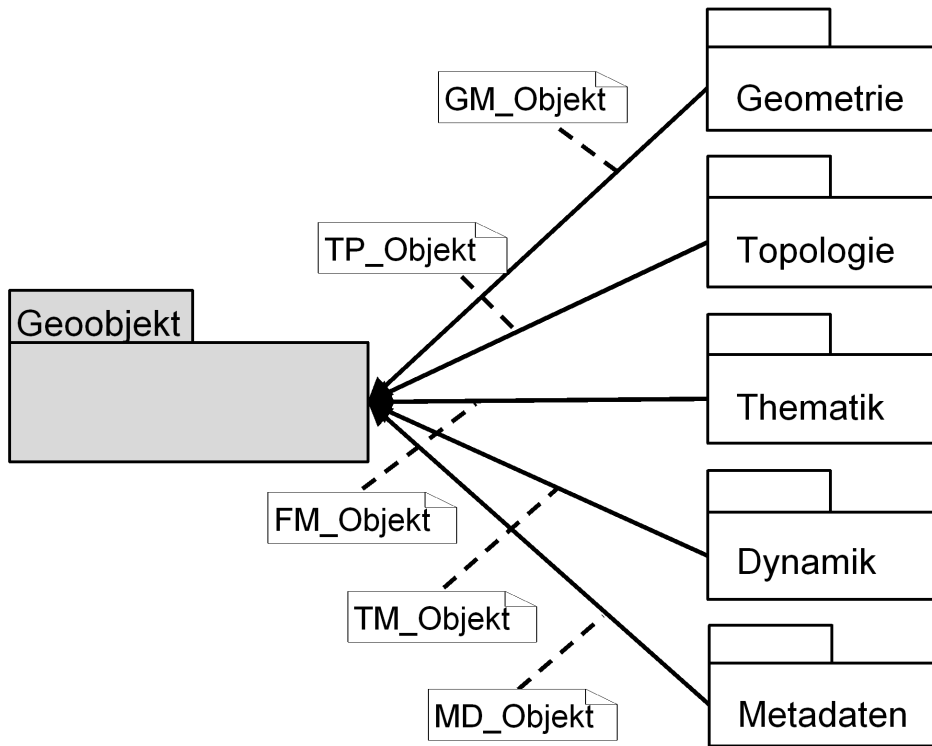 Geometrie
GM_Objekt
Topologie
TP_Objekt
Geoobjekt
Thematik
FM_Objekt
Dynamik
TM_Objekt
Metadaten
MD_Objekt